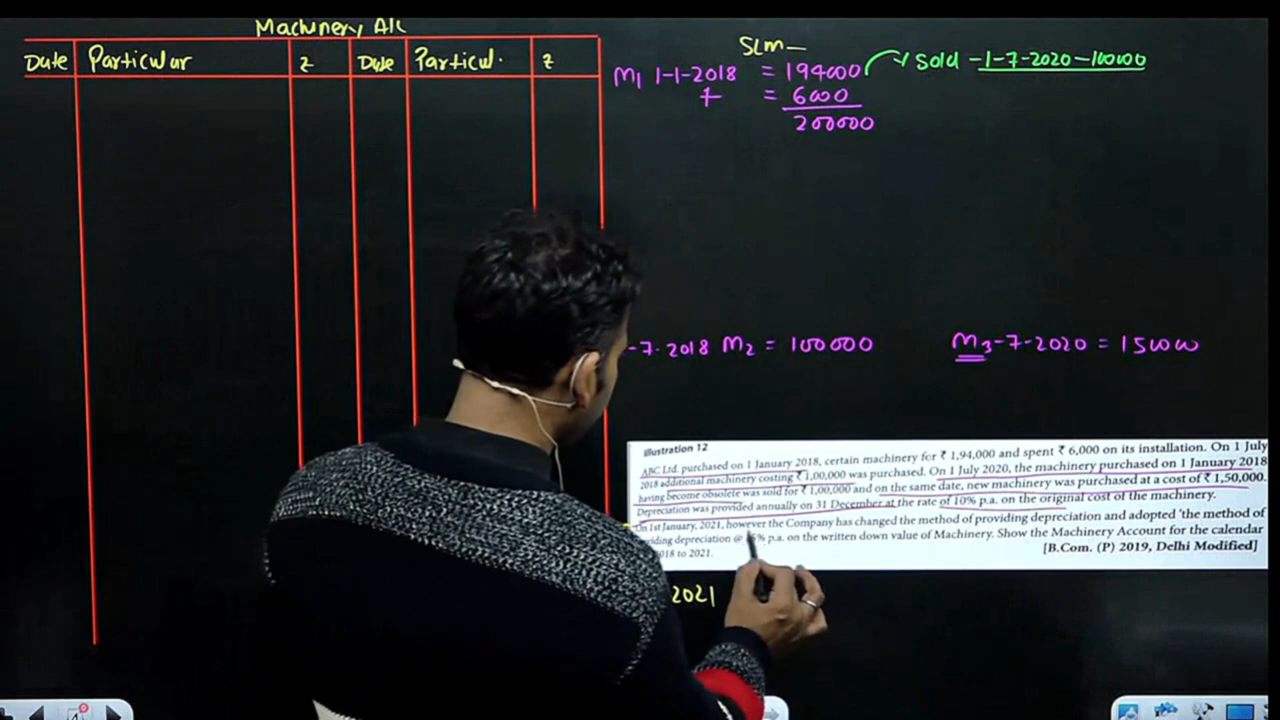 Machinery A/c
Date Particular ₹ Date Particul. ₹
SLM -
M1 1-1-2018 = 194000 sold - 1-7-2020 - 100000
+ = 6000
200000
-7.2018 M2 = 100000 M3-7-2020 = 150000
Illustration 12
ABC Ltd. purchased on 1 January 2018, certain machinery for ₹ 1,94,000 and spent ₹ 6,000 on its installation. On 1 July
2018 additional machinery costing ₹ 1,00,000 was purchased. On 1 July 2020, the machinery purchased on 1 January 2018
having become obsolete was sold for ₹ 1,00,000 and on the same date, new machinery was purchased at a cost of ₹ 1,50,000.
Depreciation was provided annually on 31 December at the rate of 10% p.a. on the original cost of the machinery.
On 1st January, 2021, however the Company has changed the method of providing depreciation and adopted 'the method of
viding depreciation @ 5% p.a. on the written down value of Machinery. Show the Machinery Account for the calendar
2018 to 2021. [B.Com. (P) 2019, Delhi Modified]
2021